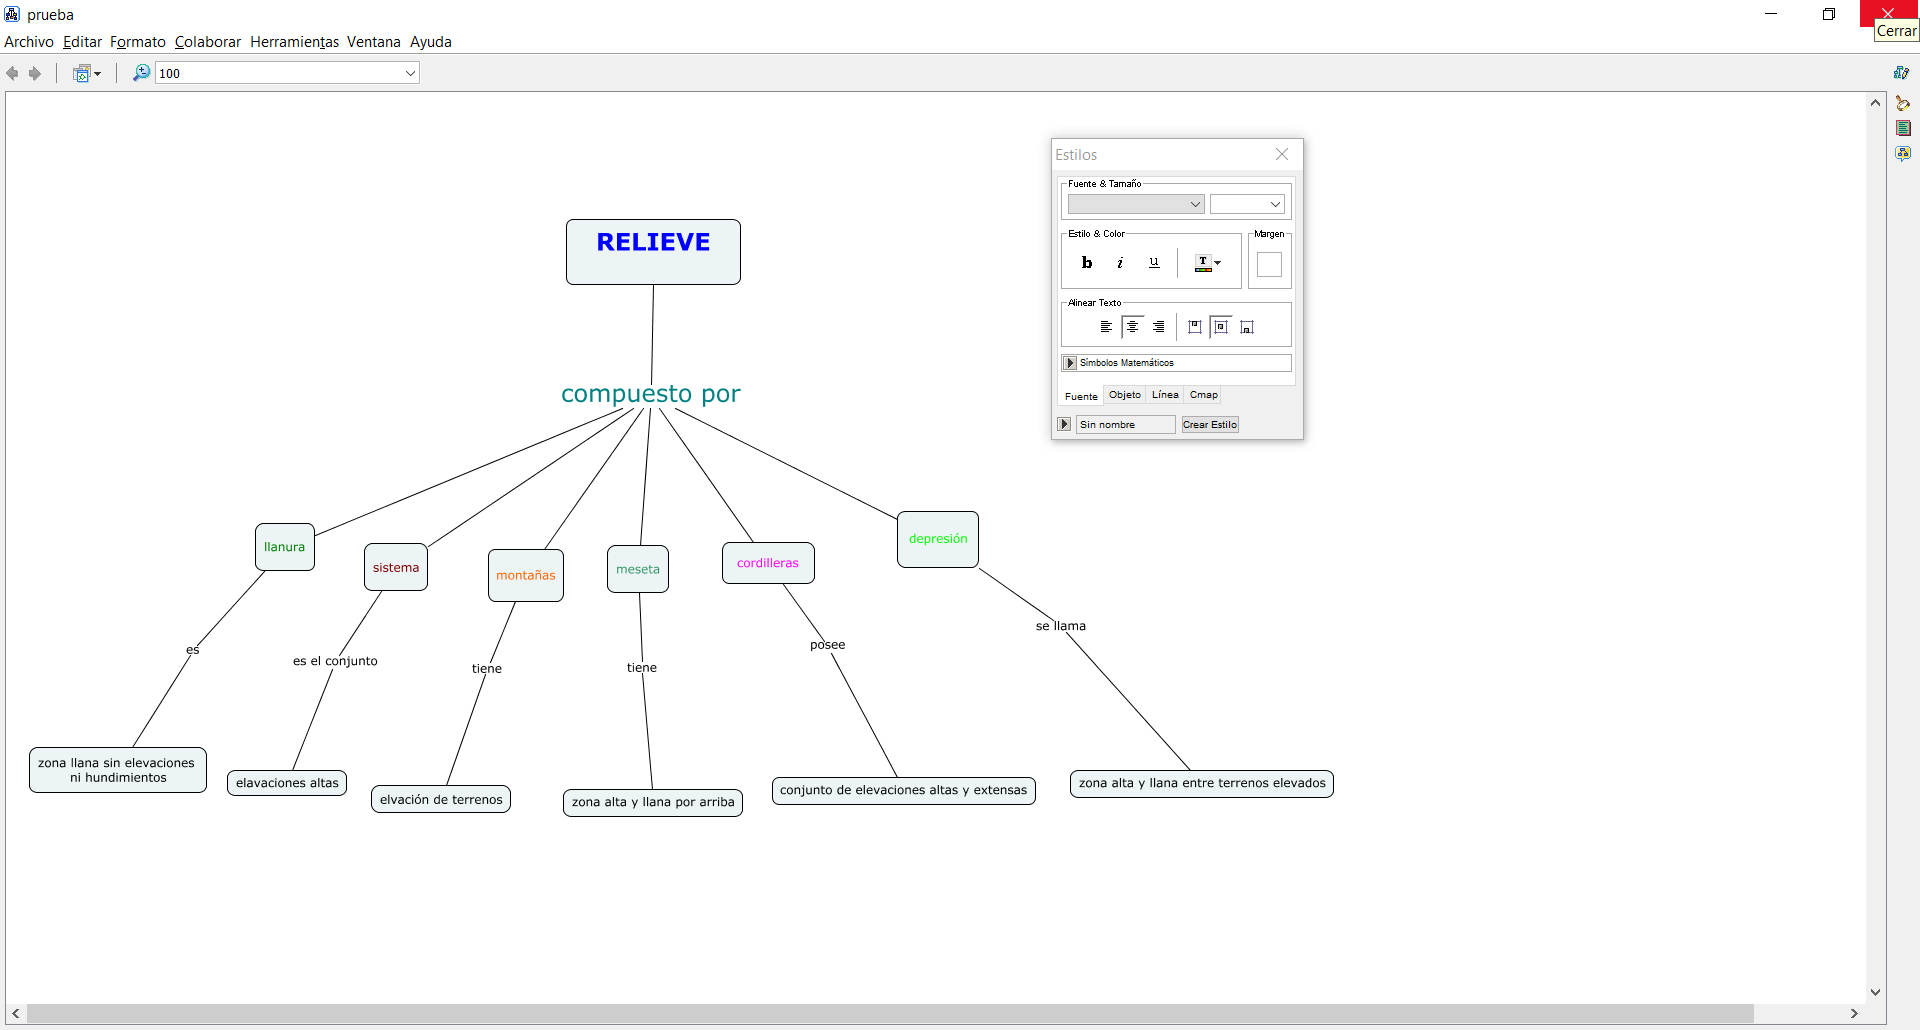 prueba
Cerrar
Archivo Editar Formato Colaborar Herramientas Ventana Ayuda
100
Estilos
Fuente & Tamaño
Estilo & Color
Margen
b i u T
Alinear Texto
Símbolos Matemáticos
Fuente Objeto Línea Cmap
Sin nombre
Crear Estilo
RELIEVE
compuesto por
llanura
sistema
montañas
meseta
cordilleras
depresión
es
es el conjunto
tiene
tiene
posee
se llama
zona llana sin elevaciones
ni hundimientos
elavaciones altas
elvación de terrenos
zona alta y llana por arriba
conjunto de elevaciones altas y extensas
zona alta y llana entre terrenos elevados